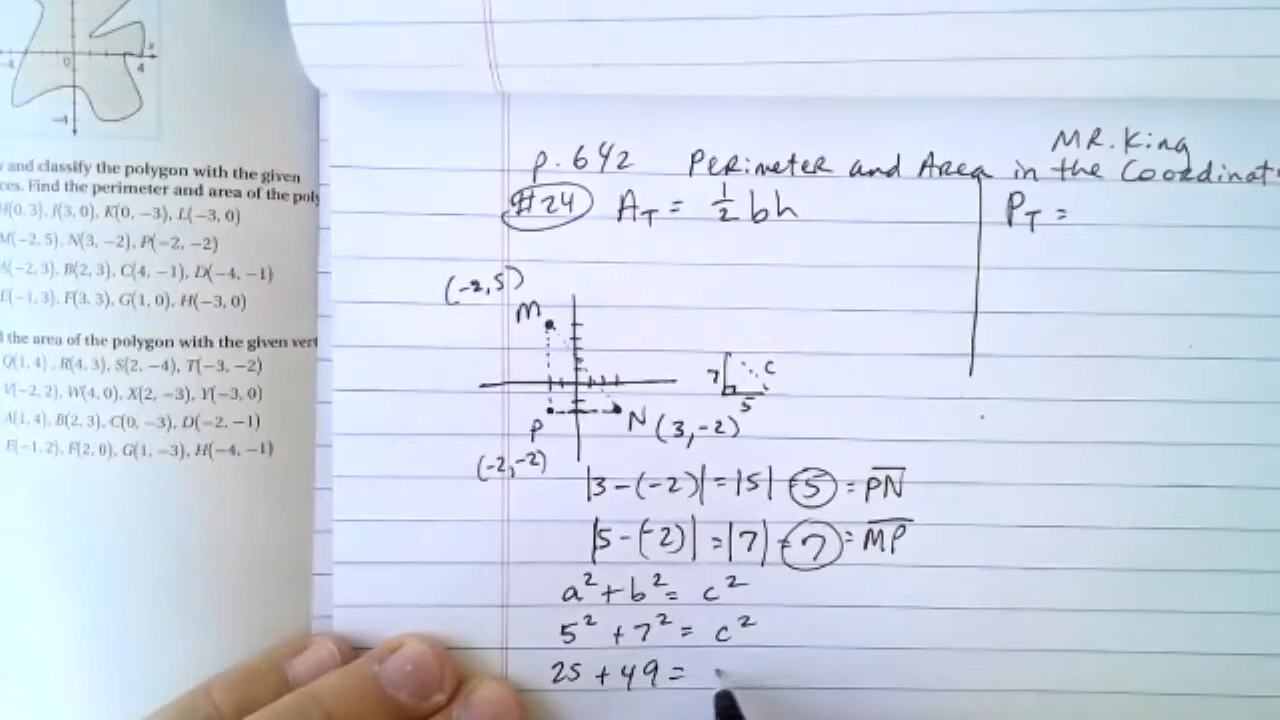 x
-4
0
4
-4
y and classify the polygon with the given
ces. Find the perimeter and area of the poly
H(0, 3), J(3, 0), K(0, −3), L(−3, 0)
M(−2, 5), N(3, −2), P(−2, −2)
A(−2, 3), B(2, 3), C(4, −1), D(−4, −1)
E(−1, 3), F(3, 3), G(1, 0), H(−3, 0)
the area of the polygon with the given vert
Q(1, 4), R(4, 3), S(2, −4), T(−3, −2)
V(−2, 2), W(4, 0), X(2, −3), Y(−3, 0)
A(1, 4), B(2, 3), C(0, −3), D(−2, −1)
E(−1, 2), F(2, 0), G(1, −3), H(−4, −1)
MR. King
p. 642 Perimeter and Area in the Coordinat
#24 A_T = 1/2 bh P_T =
(-2,5)
M
7 c
5
P N (3,-2)
(-2,-2)
|3-(-2)| = |5| = 5 = PN
|5-(-2)| = |7| = 7 = MP
a² + b² = c²
5² + 7² = c²
25 + 49 =